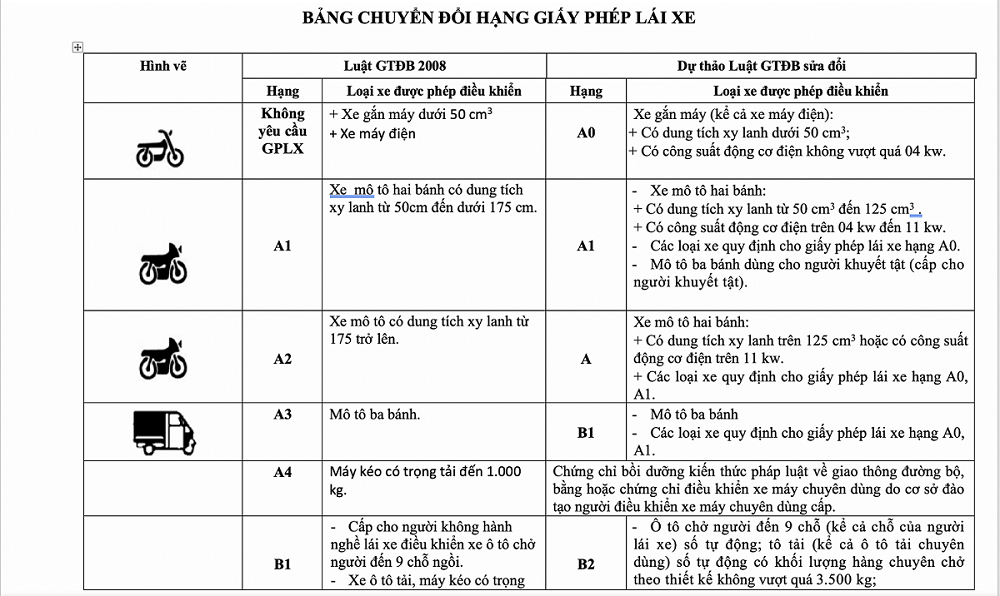 BẢNG CHUYỂN ĐỔI HẠNG GIẤY PHÉP LÁI XE
Hình vẽ
Luật GTĐB 2008
Dự thảo Luật GTĐB sửa đổi
Hạng
Loại xe được phép điều khiển
Hạng
Loại xe được phép điều khiển
Không
yêu cầu
GPLX
+ Xe gắn máy dưới 50 cm³
+ Xe máy điện
A0
Xe gắn máy (kể cả xe máy điện):
+ Có dung tích xy lanh dưới 50 cm³;
+ Có công suất động cơ điện không vượt quá 04 kw.
A1
Xe mô tô hai bánh có dung tích
xy lanh từ 50cm đến dưới 175 cm.
A1
- Xe mô tô hai bánh:
+ Có dung tích xy lanh từ 50 cm³ đến 125 cm³ .
+ Có công suất động cơ điện trên 04 kw đến 11 kw.
- Các loại xe quy định cho giấy phép lái xe hạng A0.
- Mô tô ba bánh dùng cho người khuyết tật (cấp cho
người khuyết tật).
A2
Xe mô tô có dung tích xy lanh từ
175 trở lên.
A
Xe mô tô hai bánh:
+ Có dung tích xy lanh trên 125 cm³ hoặc có công suất
động cơ điện trên 11 kw.
+ Các loại xe quy định cho giấy phép lái xe hạng A0,
A1.
A3
Mô tô ba bánh.
B1
- Mô tô ba bánh
- Các loại xe quy định cho giấy phép lái xe hạng A0,
A1.
A4
Máy kéo có trọng tải đến 1.000
kg.
Chứng chỉ bồi dưỡng kiến thức pháp luật về giao thông đường bộ,
bằng hoặc chứng chỉ điều khiển xe máy chuyên dùng do cơ sở đào
tạo người điều khiển xe máy chuyên dùng cấp.
B1
- Cấp cho người không hành
nghề lái xe điều khiển xe ô tô chở
người đến 9 chỗ ngồi.
- Xe ô tô tải, máy kéo có trọng
B2
- Ô tô chở người đến 9 chỗ (kể cả chỗ của người
lái xe) số tự động; tô tải (kể cả ô tô tải chuyên
dùng) số tự động có khối lượng hàng chuyên chở
theo thiết kế không vượt quá 3.500 kg;